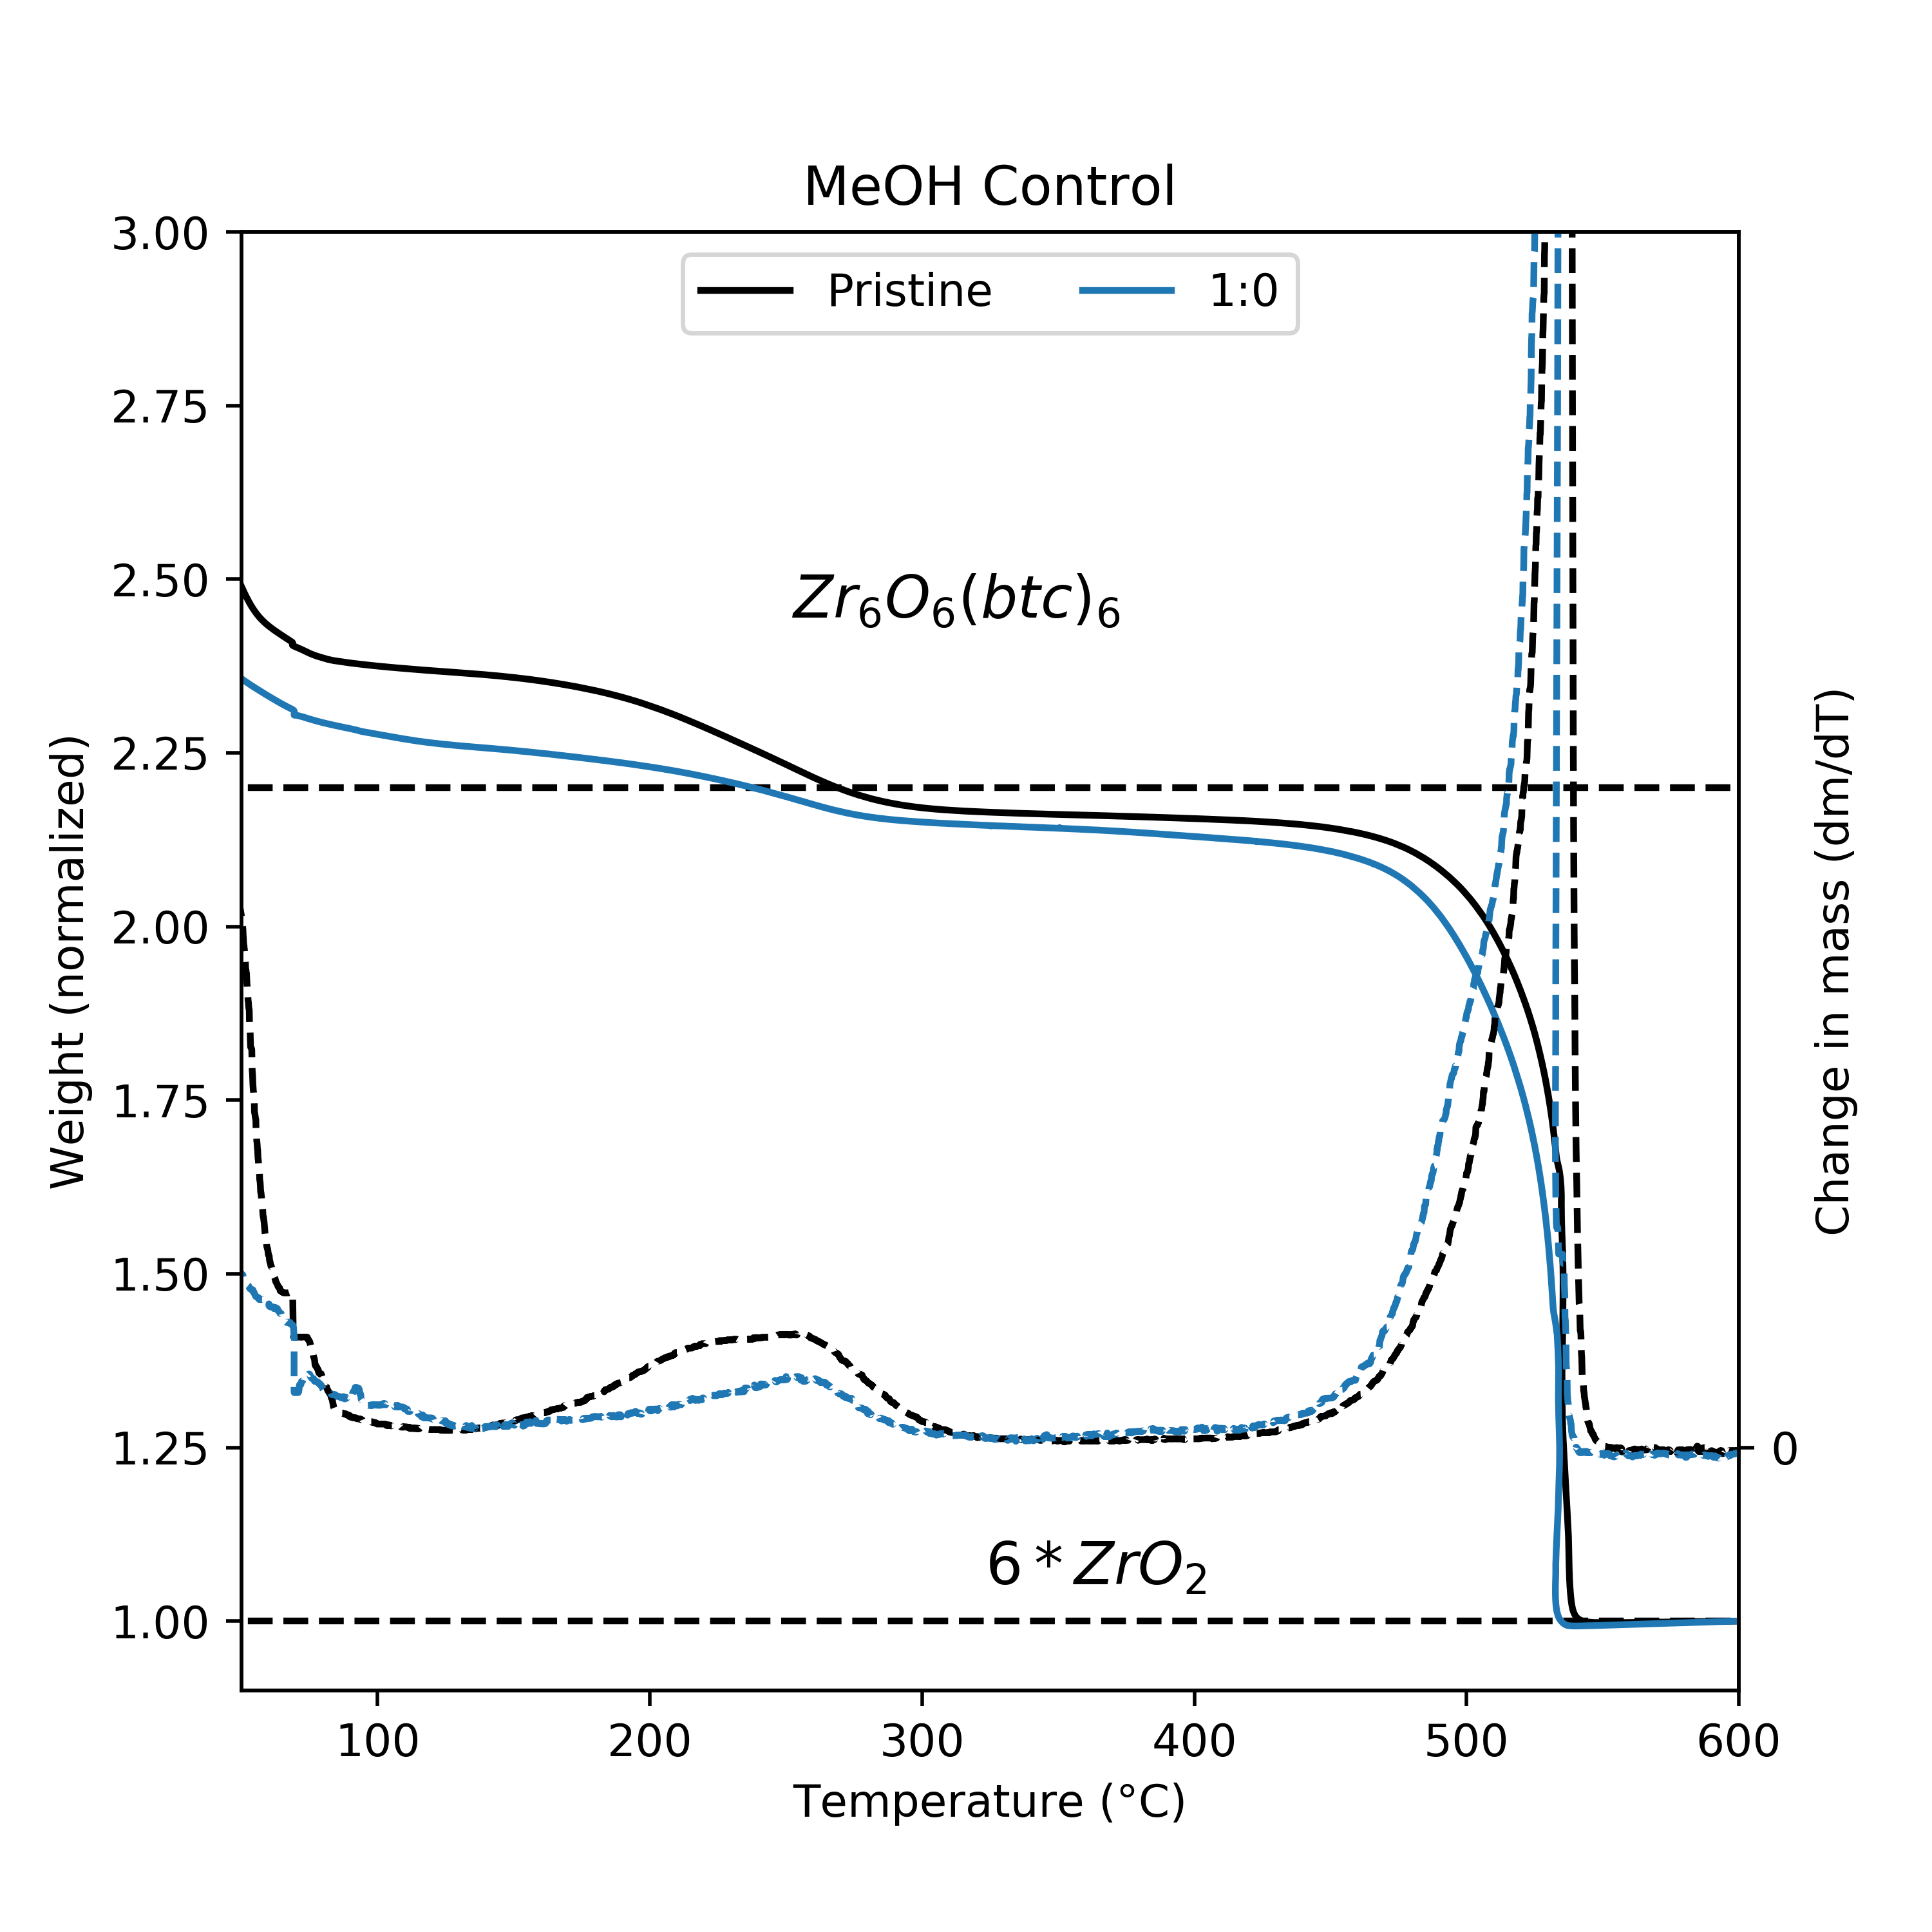 MeOH Control
Pristine
1:0
3.00
2.75
2.50
2.25
2.00
1.75
1.50
1.25
1.00
Weight (normalized)
Zr₆O₆(btc)₆
6 * ZrO₂
Change in mass (dm/dT)
0
100
200
300
400
500
600
Temperature (°C)